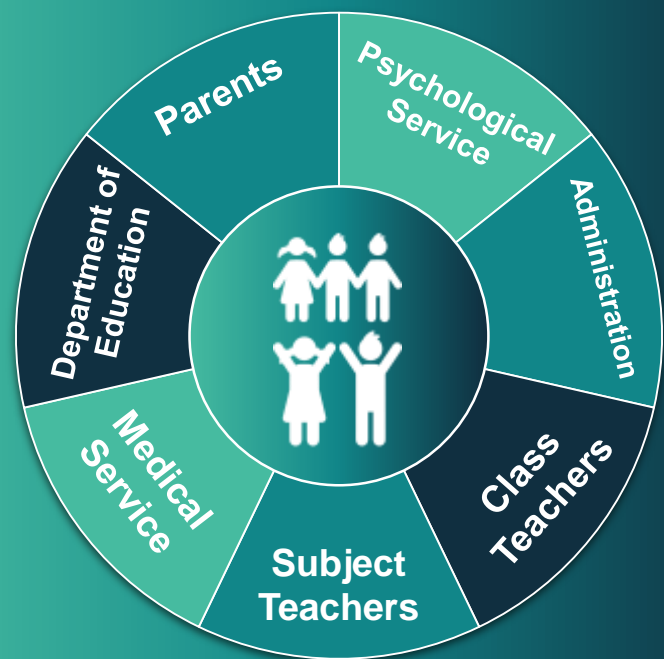 Parents
Psychological
Service
Administration
Class
Teachers
Subject
Teachers
Medical
Service
Department of
Education